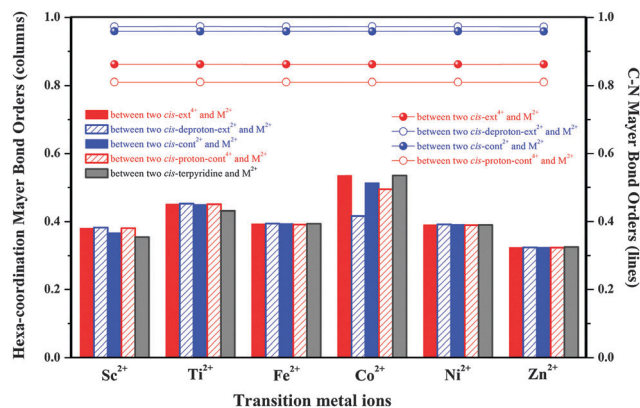 Hexa-coordination Mayer Bond Orders (columns)
1.0
0.8
0.6
0.4
0.2
0.0
between two cis-ext⁴⁺ and M²⁺
between two cis-deproton-ext²⁺ and M²⁺
between two cis-cont²⁺ and M²⁺
between two cis-proton-cont⁴⁺ and M²⁺
between two cis-terpyridine and M²⁺
between two cis-ext⁴⁺ and M²⁺
between two cis-deproton-ext²⁺ and M²⁺
between two cis-cont²⁺ and M²⁺
between two cis-proton-cont⁴⁺ and M²⁺
1.0
0.8
0.6
0.4
0.2
0.0
C-N Mayer Bond Orders (lines)
Sc²⁺ Ti²⁺ Fe²⁺ Co²⁺ Ni²⁺ Zn²⁺
Transition metal ions